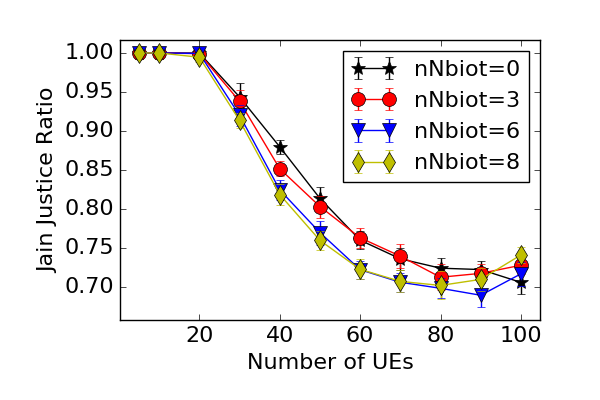 1.00
0.95
0.90
0.85
0.80
0.75
0.70
Jain Justice Ratio
nNbiot=0
nNbiot=3
nNbiot=6
nNbiot=8
20
40
60
80
100
Number of UEs